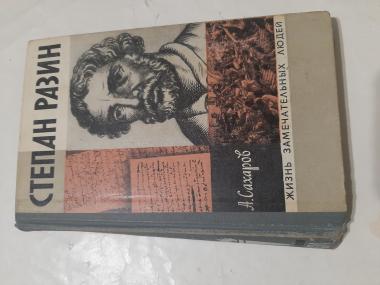 СТЕПАН РАЗИН
А. Сахаров
ЖИЗНЬ ЗАМЕЧАТЕЛЬНЫХ ЛЮДЕЙ